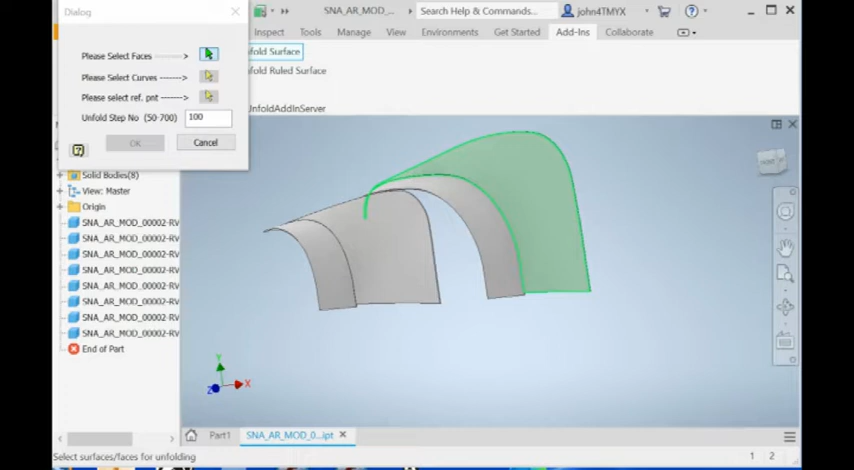 Dialog
SNA_AR_MOD_...
Search Help & Commands...
john4TMYX
Inspect Tools Manage View Environments Get Started Add-Ins Collaborate
Please Select Faces ------>
nfold Surface
Please Select Curves ------->
nfold Ruled Surface
Please select ref. pnt ------->
Unfold Step No (50-700) 100
UnfoldAddInServer
OK Cancel
Solid Bodies(8)
View: Master
Origin
SNA_AR_MOD_00002-RV
SNA_AR_MOD_00002-RV
SNA_AR_MOD_00002-RV
SNA_AR_MOD_00002-RV
SNA_AR_MOD_00002-RV
SNA_AR_MOD_00002-RV
SNA_AR_MOD_00002-RV
SNA_AR_MOD_00002-RV
End of Part
Y
Z X
Part1 SNA_AR_MOD_0...ipt
Select surfaces/faces for unfolding 1 2